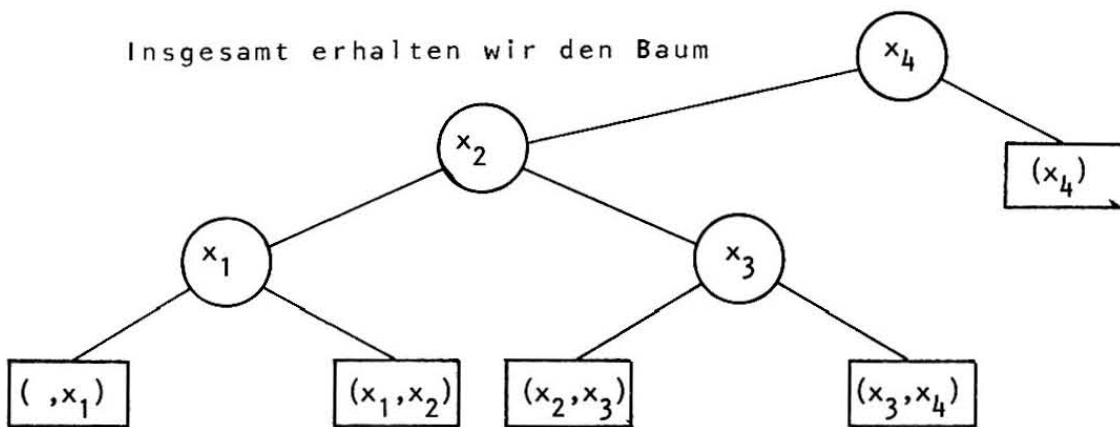 Insgesamt erhalten wir den Baum
x₄
x₂
(x₄)
x₁
x₃
( ,x₁)
(x₁,x₂)
(x₂,x₃)
(x₃,x₄)